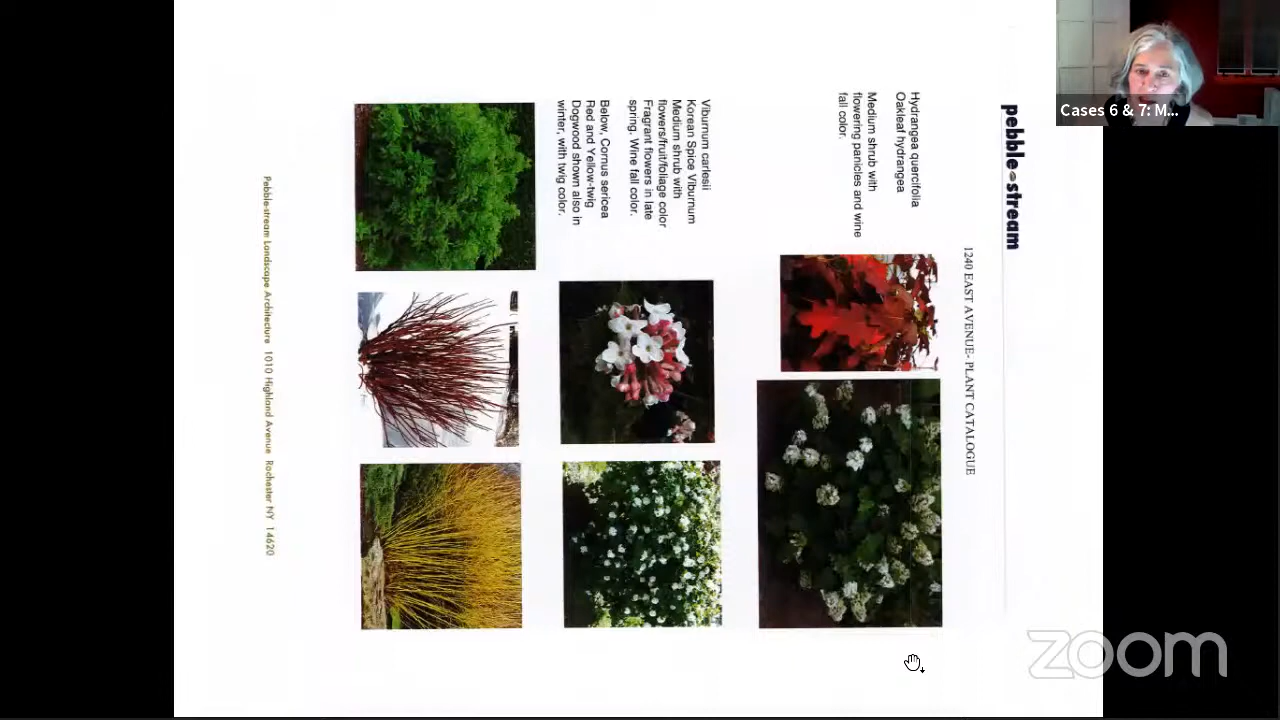 pebble stream
1240 EAST AVENUE- PLANT CATALOGUE
Hydrangea quercifolia
Oakleaf hydrangea
Medium shrub with
flowering panicles and wine
fall color.
Viburnum carlesii
Korean Spice Viburnum
Medium shrub with
flowers/fruit/foliage color
Fragrant flowers in late
spring. Wine fall color.
Below, Cornus sericea
Red and Yellow-twig
Dogwood shown also in
winter, with twig color.
Pebble-stream Landscape Architecture 1010 Highland Avenue Rochester NY 14620
Cases 6 & 7: M...
zoom